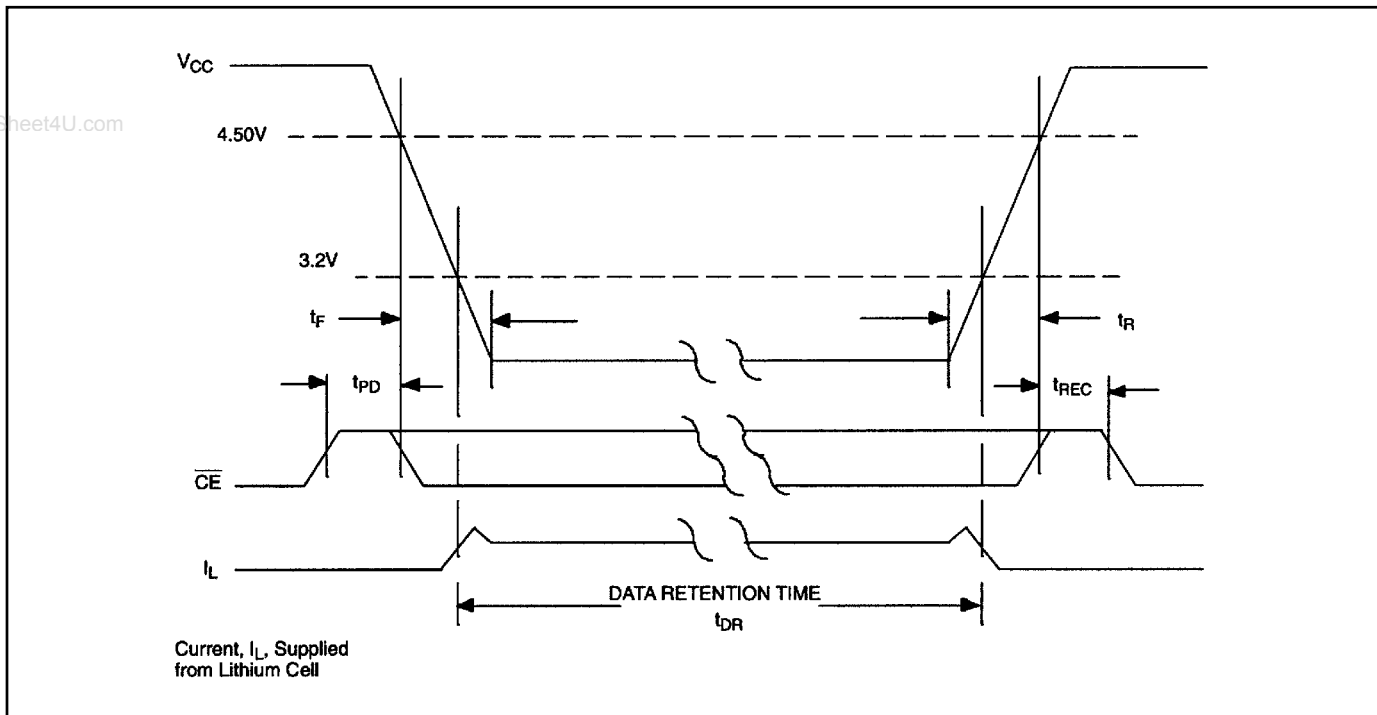 VCC
Sheet4U.com
4.50V
3.2V
tF
tR
tPD
tREC
CE
IL
DATA RETENTION TIME
tDR
Current, IL, Supplied
from Lithium Cell